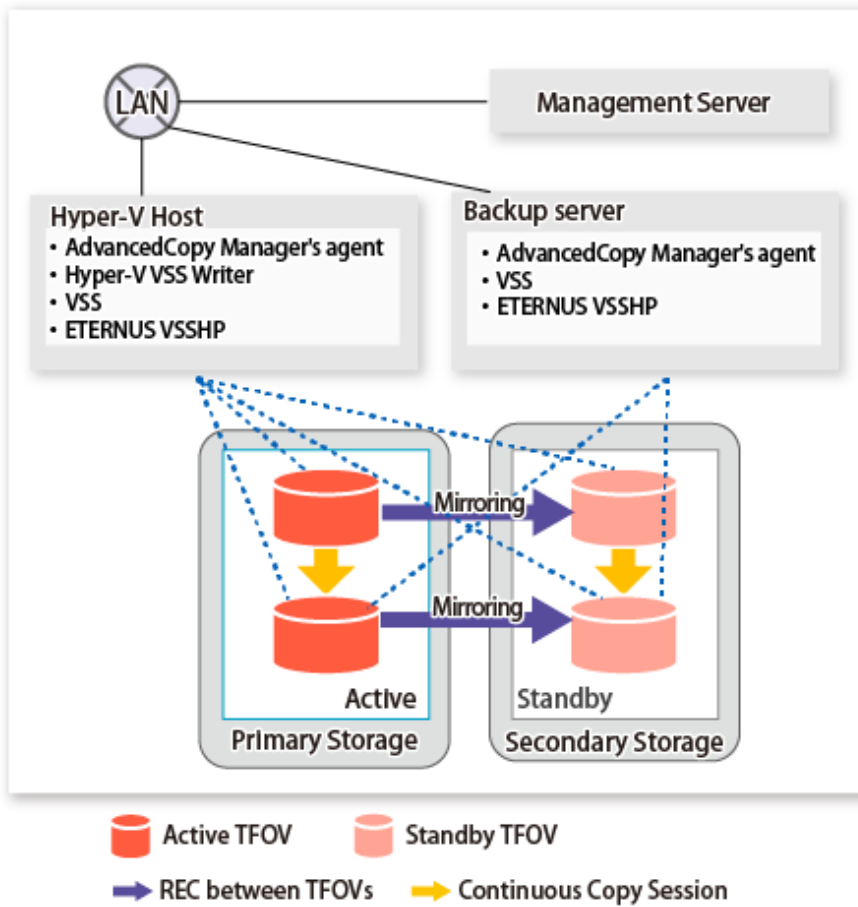 LAN
Management Server
Hyper-V Host
• AdvancedCopy Manager's agent
• Hyper-V VSS Writer
• VSS
• ETERNUS VSSHP
Backup server
• AdvancedCopy Manager's agent
• VSS
• ETERNUS VSSHP
Mirroring
Mirroring
Active
Standby
Primary Storage
Secondary Storage
Active TFOV
Standby TFOV
REC between TFOVs
Continuous Copy Session